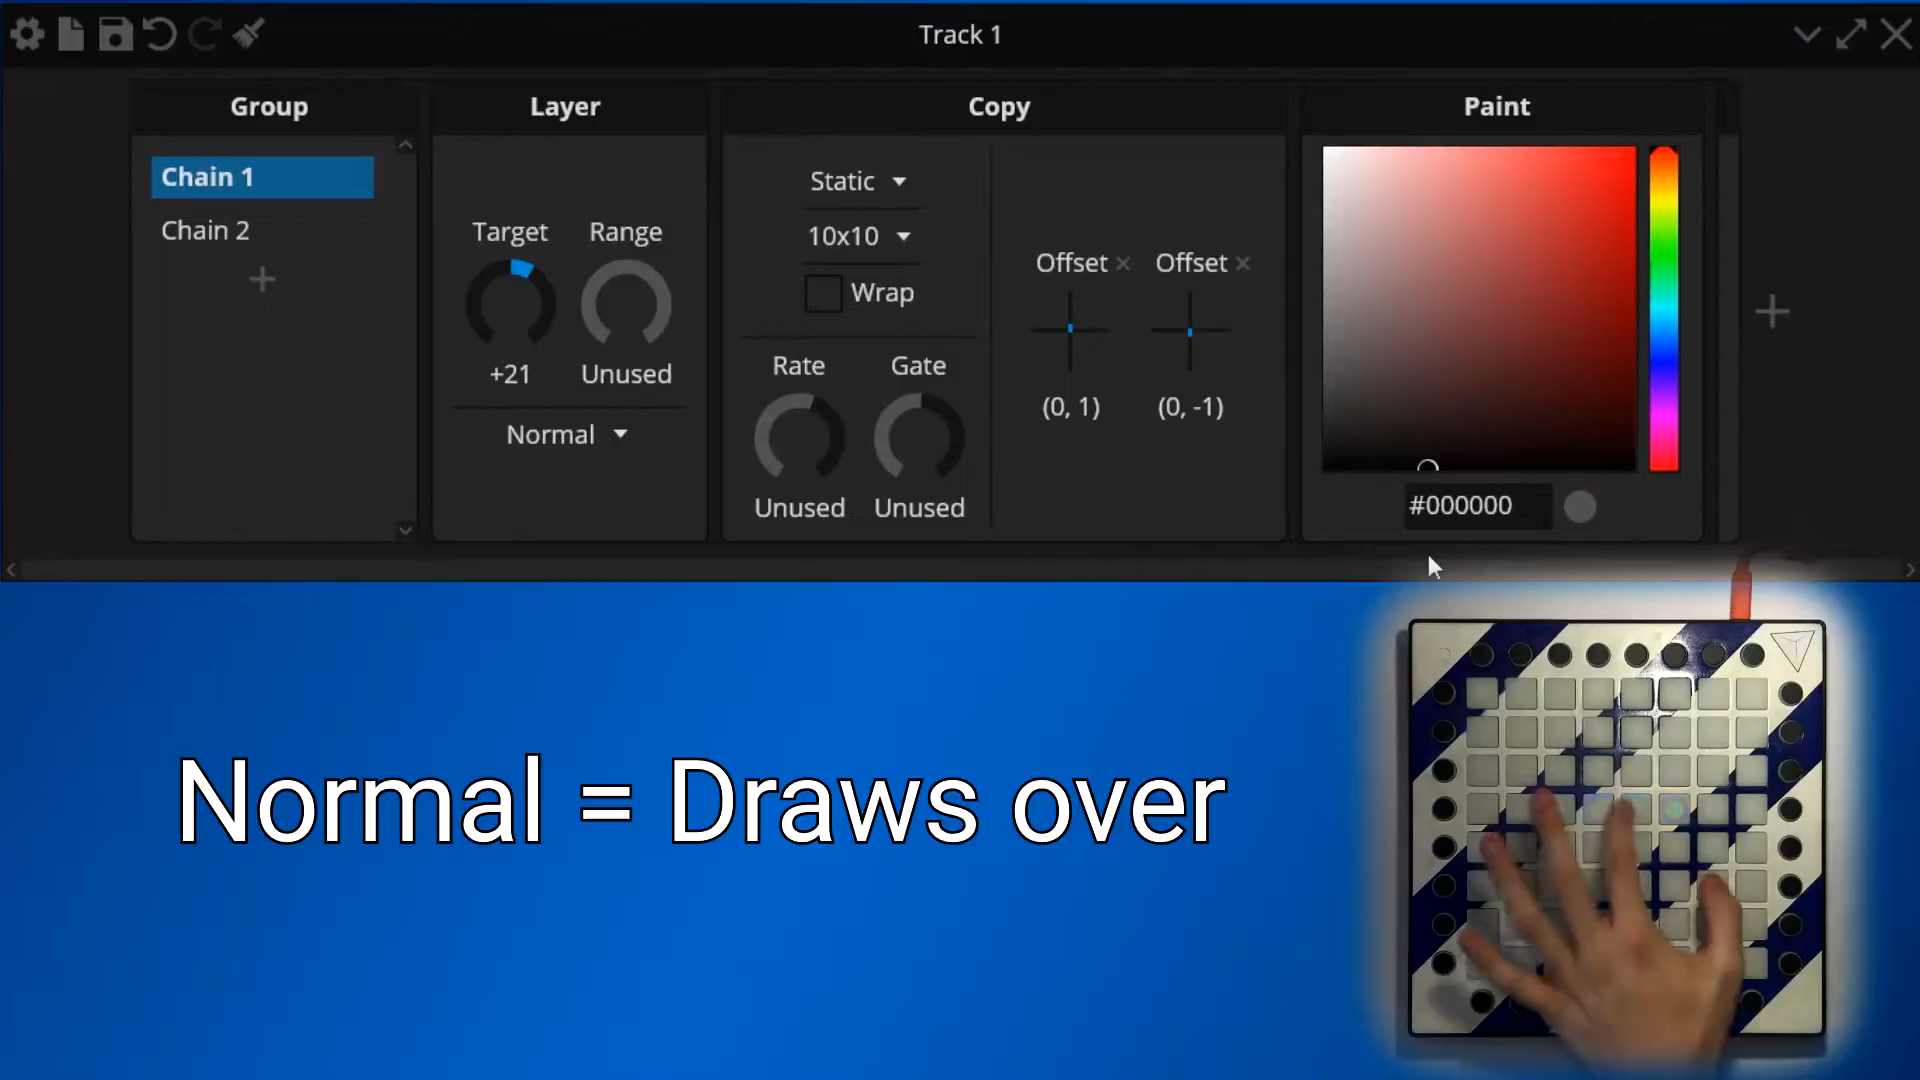 Track 1
Group
Layer
Copy
Paint
Chain 1
Chain 2
Target
Range
+21
Unused
Normal
Static
10x10
Wrap
Rate
Gate
Unused
Unused
Offset
Offset
(0, 1)
(0, -1)
#000000
Normal = Draws over